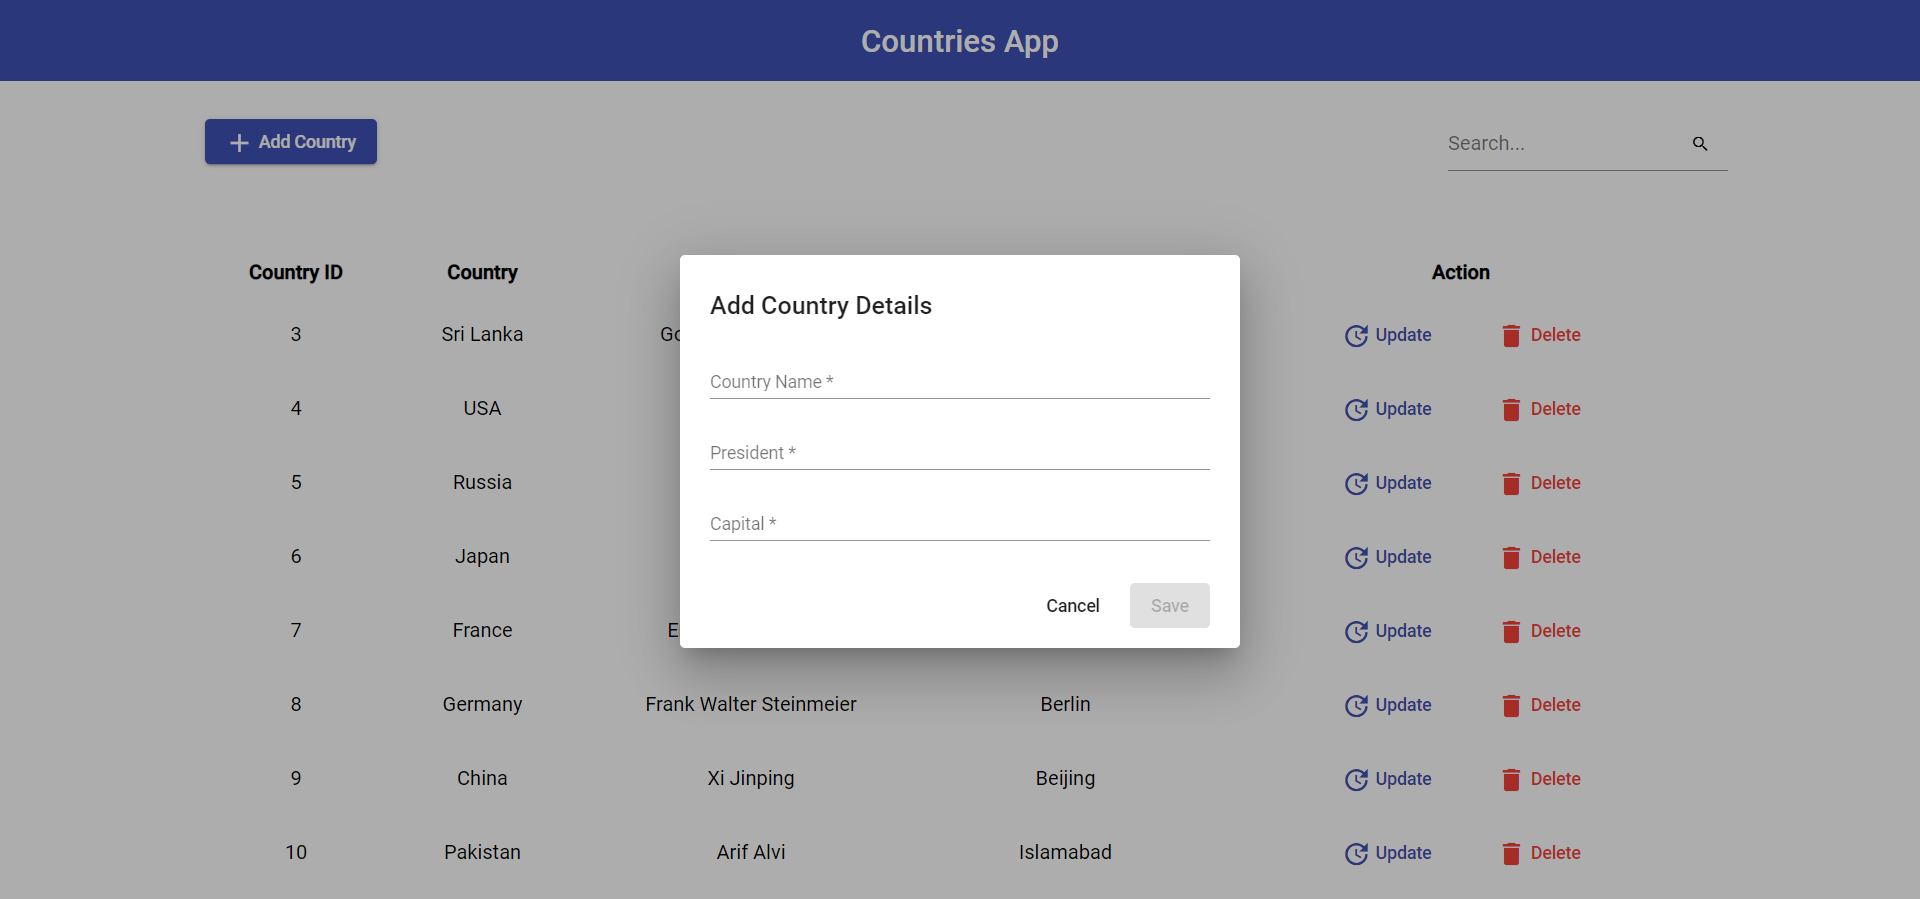 Countries App
Add Country
Search...
Country ID Country Action
Add Country Details
Country Name *
President *
Capital *
Cancel Save
3 Sri Lanka Update Delete
4 USA Update Delete
5 Russia Update Delete
6 Japan Update Delete
7 France Update Delete
8 Germany Frank Walter Steinmeier Berlin Update Delete
9 China Xi Jinping Beijing Update Delete
10 Pakistan Arif Alvi Islamabad Update Delete